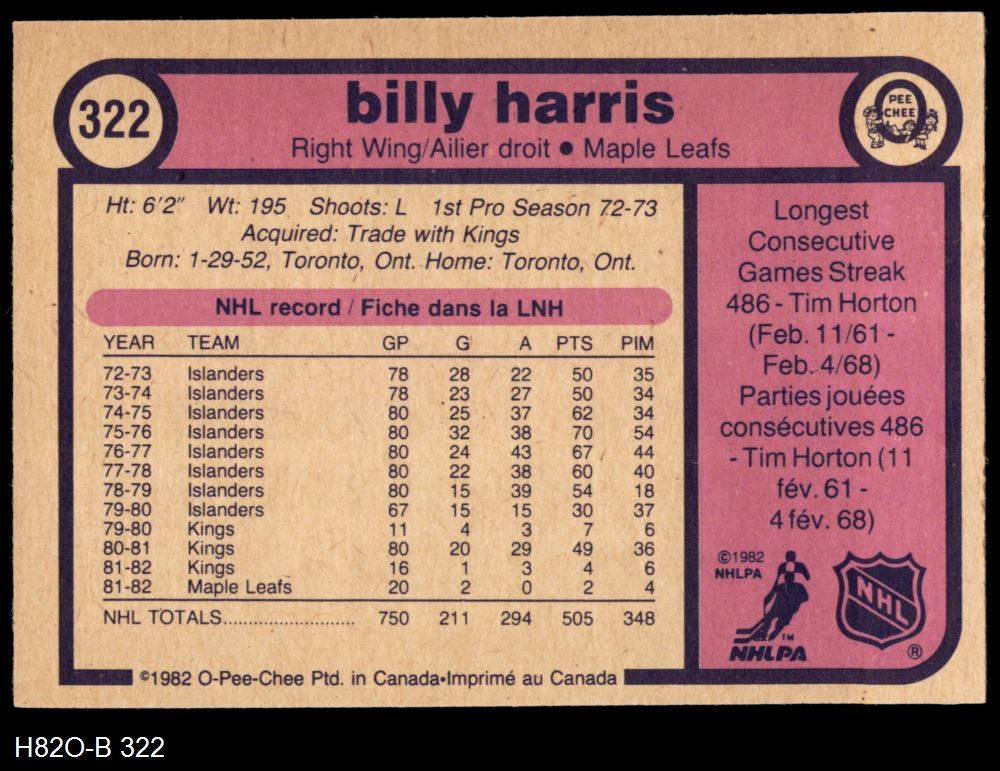 322
billy harris
PEE
CHEE
Right Wing/Ailier droit ● Maple Leafs
Ht: 6'2" Wt: 195 Shoots: L 1st Pro Season 72-73
Acquired: Trade with Kings
Born: 1-29-52, Toronto, Ont. Home: Toronto, Ont.
NHL record / Fiche dans la LNH
YEAR TEAM GP G A PTS PIM
72-73 Islanders 78 28 22 50 35
73-74 Islanders 78 23 27 50 34
74-75 Islanders 80 25 37 62 34
75-76 Islanders 80 32 38 70 54
76-77 Islanders 80 24 43 67 44
77-78 Islanders 80 22 38 60 40
78-79 Islanders 80 15 39 54 18
79-80 Islanders 67 15 15 30 37
79-80 Kings 11 4 3 7 6
80-81 Kings 80 20 29 49 36
81-82 Kings 16 1 3 4 6
81-82 Maple Leafs 20 2 0 2 4
NHL TOTALS.......................... 750 211 294 505 348
©1982 O-Pee-Chee Ptd. in Canada•Imprimé au Canada
Longest
Consecutive
Games Streak
486 - Tim Horton
(Feb. 11/61 -
Feb. 4/68)
Parties jouées
consécutives 486
- Tim Horton (11
fév. 61 -
4 fév. 68)
©1982
NHLPA
TM
NHLPA
NHL
®
H82O-B 322